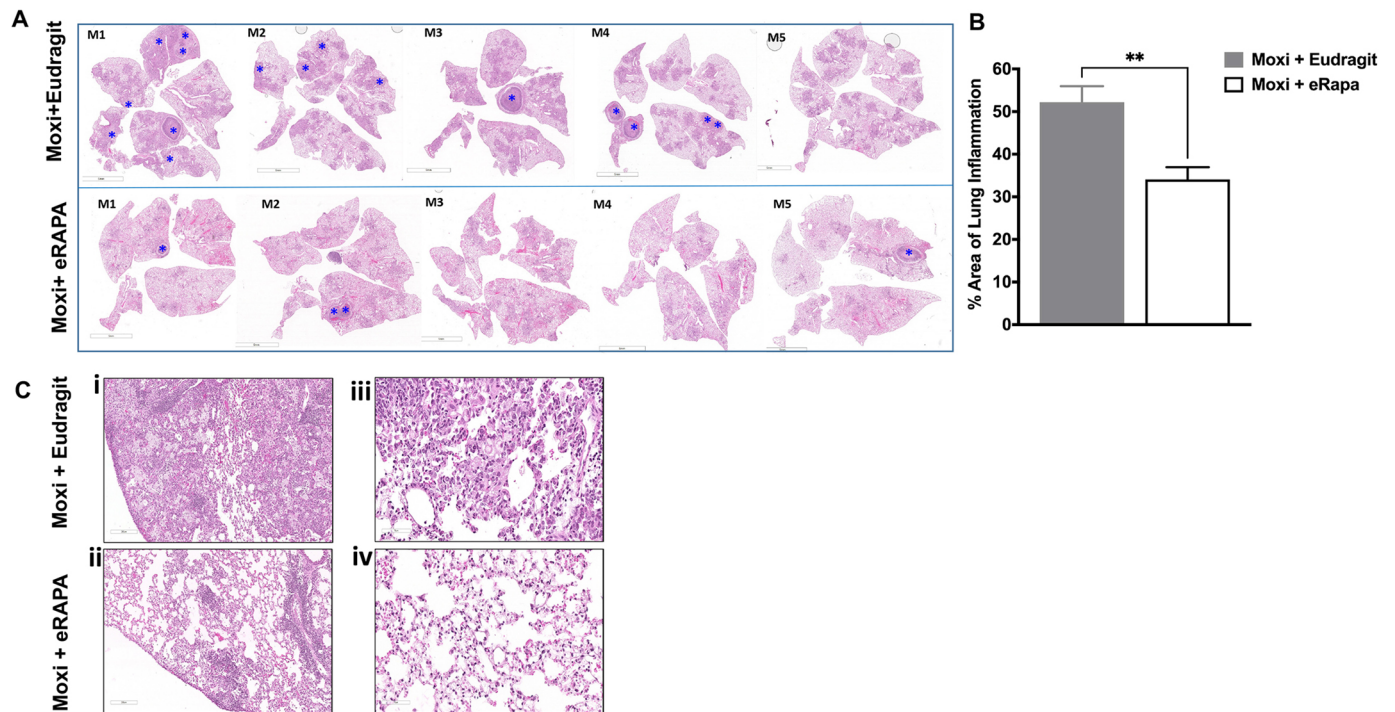 A
Moxi+Eudragit
M1
M2
M3
M4
M5
* * * * * * *
* * * *
*
* * * *
Moxi+ eRAPA
M1
M2
M3
M4
M5
*
* *
*
B
% Area of Lung Inflammation
60
50
40
30
20
10
0
**
Moxi + Eudragit
Moxi + eRapa
C
Moxi + Eudragit
i
iii
Moxi + eRAPA
ii
iv